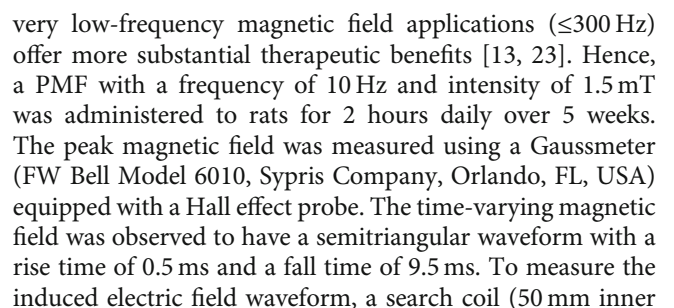 very low-frequency magnetic field applications (≤300 Hz)
offer more substantial therapeutic benefits [13, 23]. Hence,
a PMF with a frequency of 10 Hz and intensity of 1.5 mT
was administered to rats for 2 hours daily over 5 weeks.
The peak magnetic field was measured using a Gaussmeter
(FW Bell Model 6010, Sypris Company, Orlando, FL, USA)
equipped with a Hall effect probe. The time-varying magnetic
field was observed to have a semitriangular waveform with a
rise time of 0.5 ms and a fall time of 9.5 ms. To measure the
induced electric field waveform, a search coil (50 mm inner